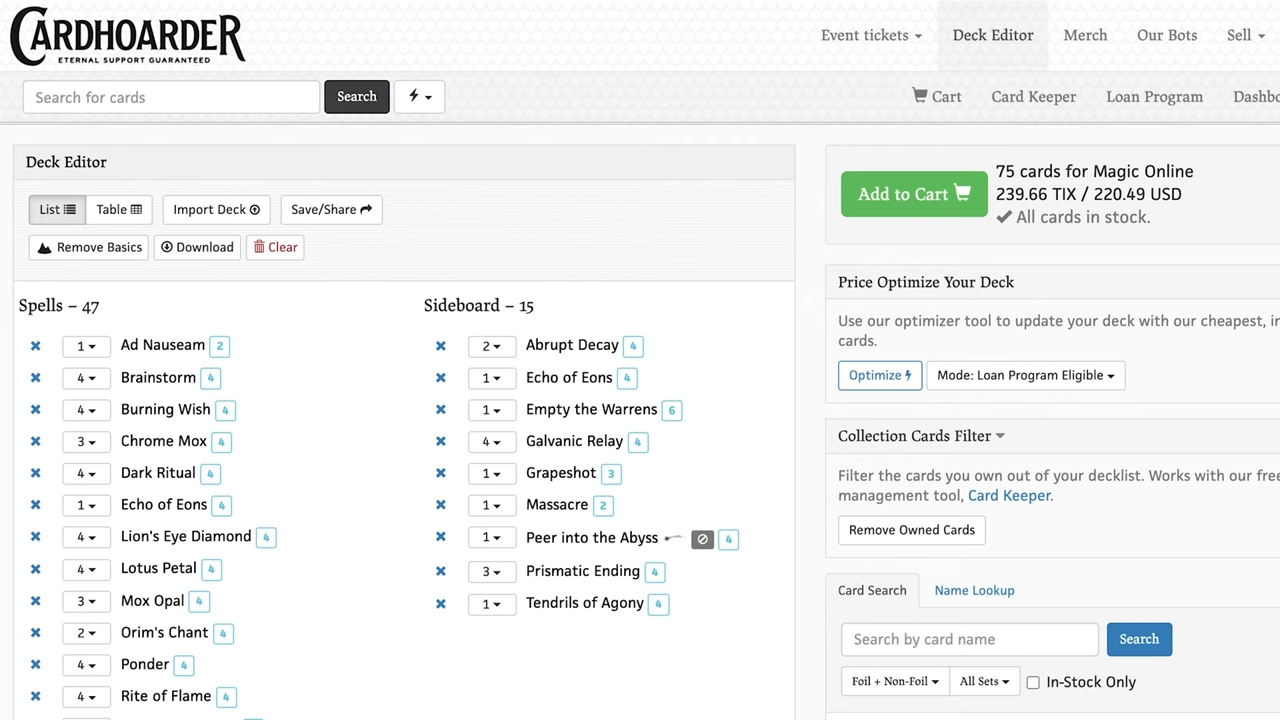 CARDHOARDER
ETERNAL SUPPORT GUARANTEED
Event tickets Deck Editor Merch Our Bots Sell
Search for cards Search Cart Card Keeper Loan Program Dashbo
Deck Editor
List Table Import Deck Save/Share
Remove Basics Download Clear
Spells – 47
1 Ad Nauseam 2
4 Brainstorm 4
4 Burning Wish 4
3 Chrome Mox 4
4 Dark Ritual 4
1 Echo of Eons 4
4 Lion's Eye Diamond 4
4 Lotus Petal 4
3 Mox Opal 4
2 Orim's Chant 4
4 Ponder 4
4 Rite of Flame 4
Sideboard – 15
2 Abrupt Decay 4
1 Echo of Eons 4
1 Empty the Warrens 6
4 Galvanic Relay 4
1 Grapeshot 3
1 Massacre 2
1 Peer into the Abyss 4
3 Prismatic Ending 4
1 Tendrils of Agony 4
Add to Cart
75 cards for Magic Online
239.66 TIX / 220.49 USD
All cards in stock.
Price Optimize Your Deck
Use our optimizer tool to update your deck with our cheapest, in
cards.
Optimize Mode: Loan Program Eligible
Collection Cards Filter
Filter the cards you own out of your decklist. Works with our free
management tool, Card Keeper.
Remove Owned Cards
Card Search Name Lookup
Search by card name Search
Foil + Non-Foil All Sets In-Stock Only